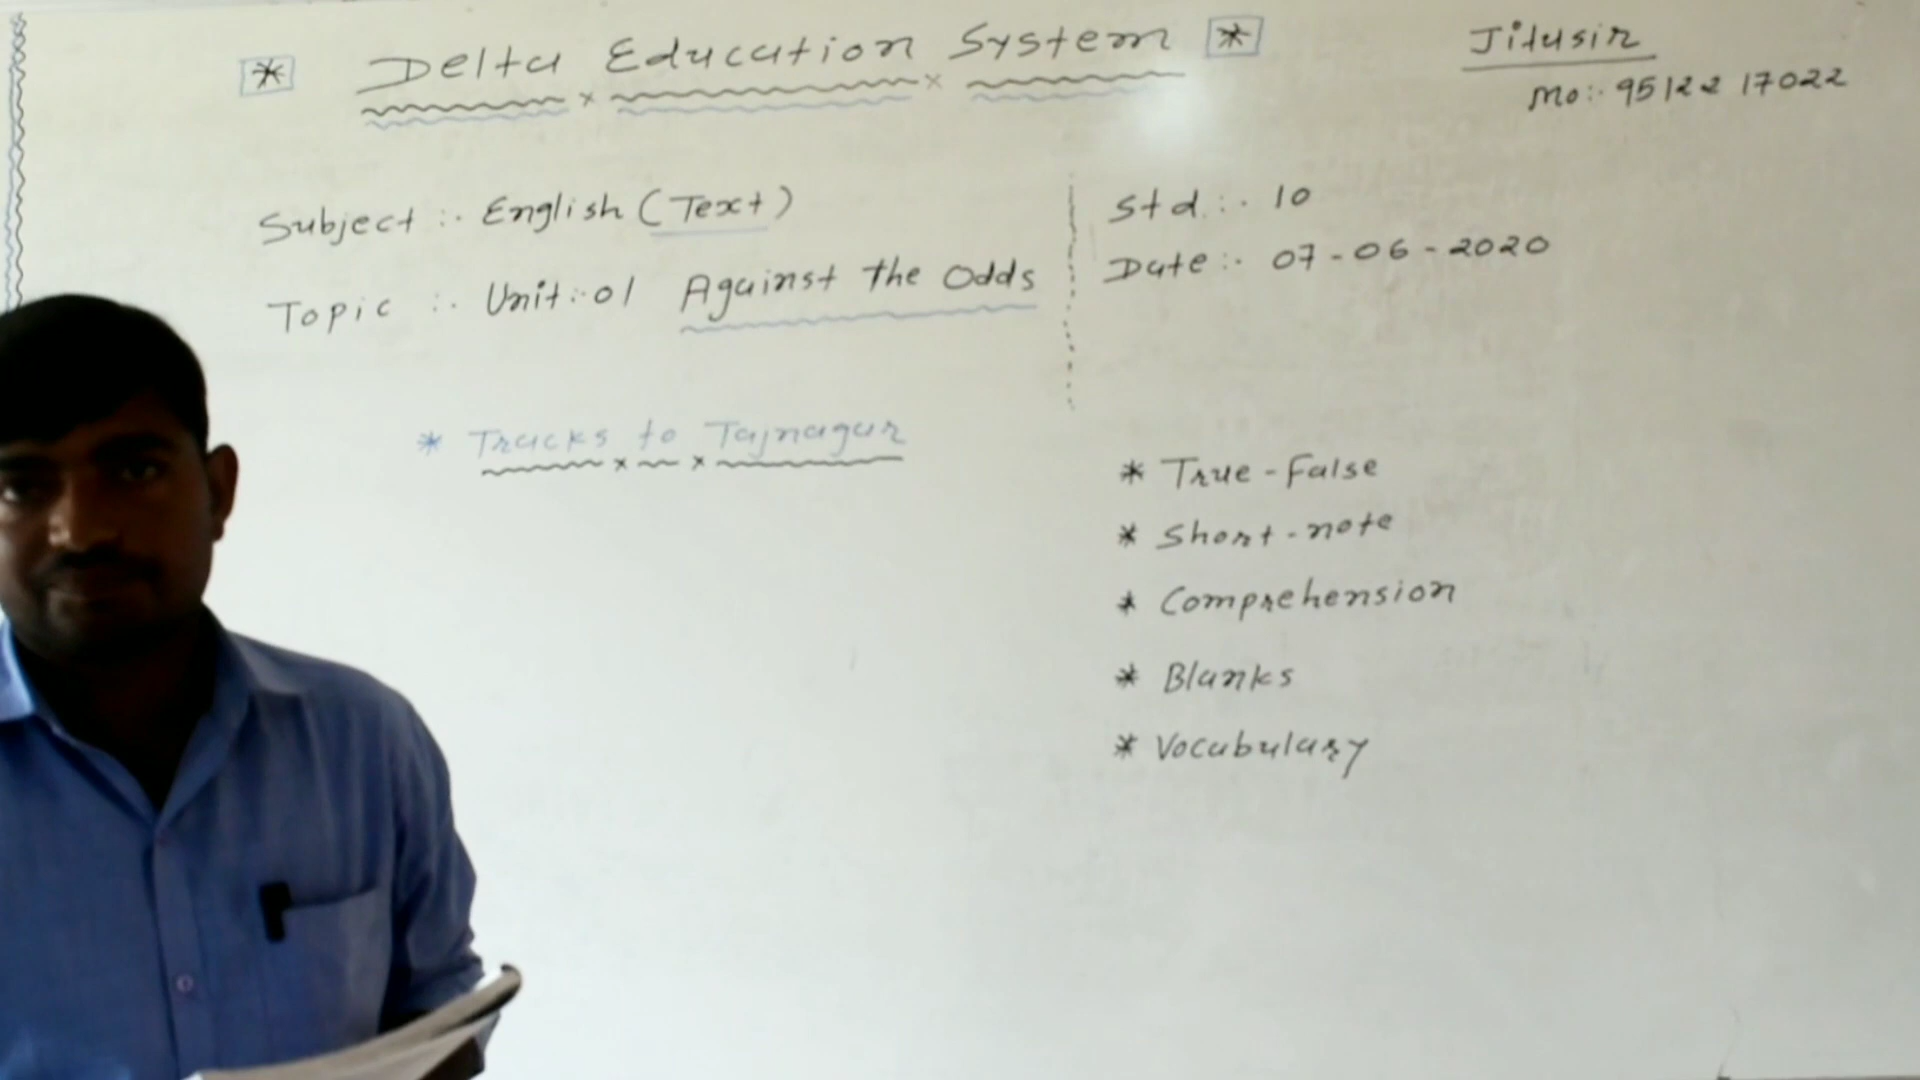 * Delta Education System *
Jitusir
Mo:- 95122 17022
Subject :- English (Text)
Topic :- Unit:-01 Against the Odds
Std :- 10
Date :- 07-06-2020
* Tracks to Tajnagar
* True-False
* Short-note
* Comprehension
* Blanks
* Vocabulary